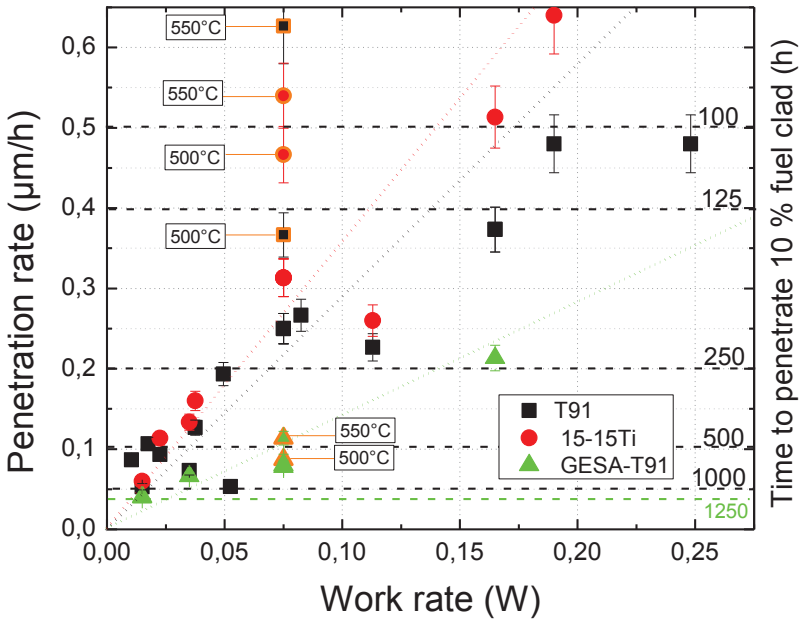 0,6
0,5
0,4
0,3
0,2
0,1
0,0
Penetration rate (µm/h)
550°C
550°C
500°C
500°C
550°C
500°C
100
125
250
500
1000
1250
T91
15-15Ti
GESA-T91
Time to penetrate 10 % fuel clad (h)
0,00
0,05
0,10
0,15
0,20
0,25
Work rate (W)